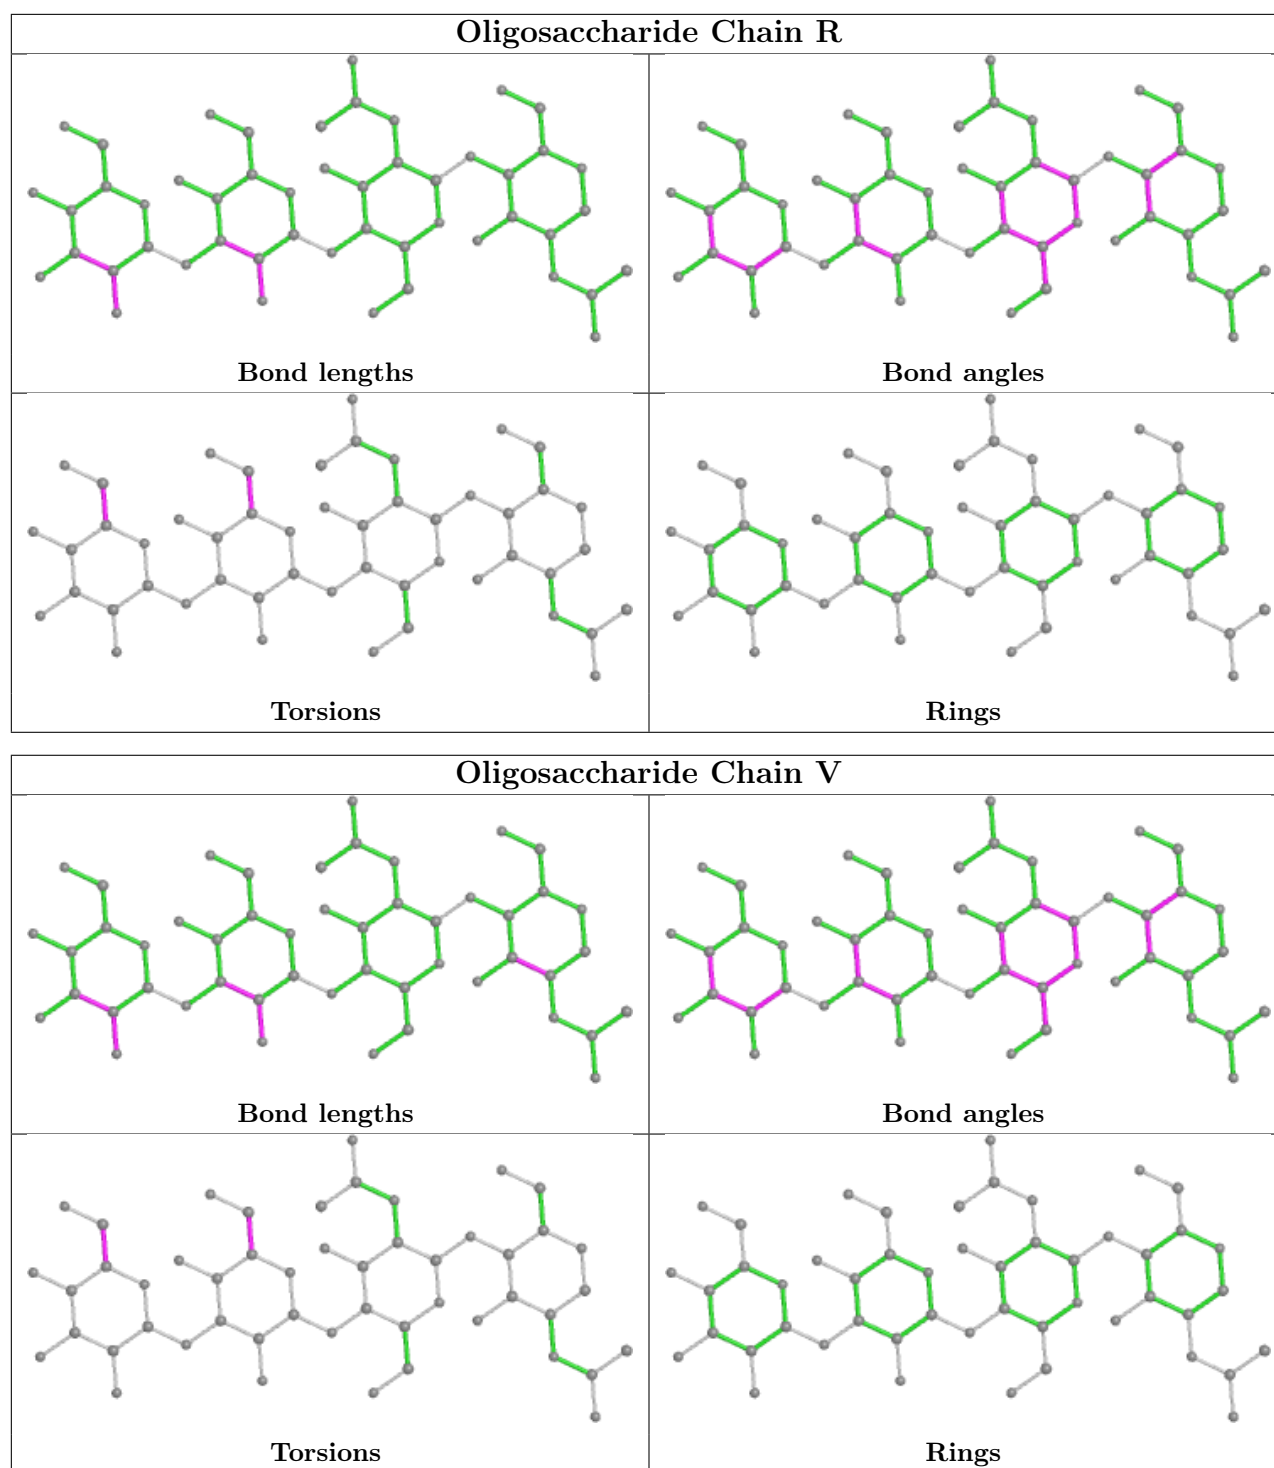 Oligosaccharide Chain R
Bond lengths
Bond angles
Torsions
Rings
Oligosaccharide Chain V
Bond lengths
Bond angles
Torsions
Rings